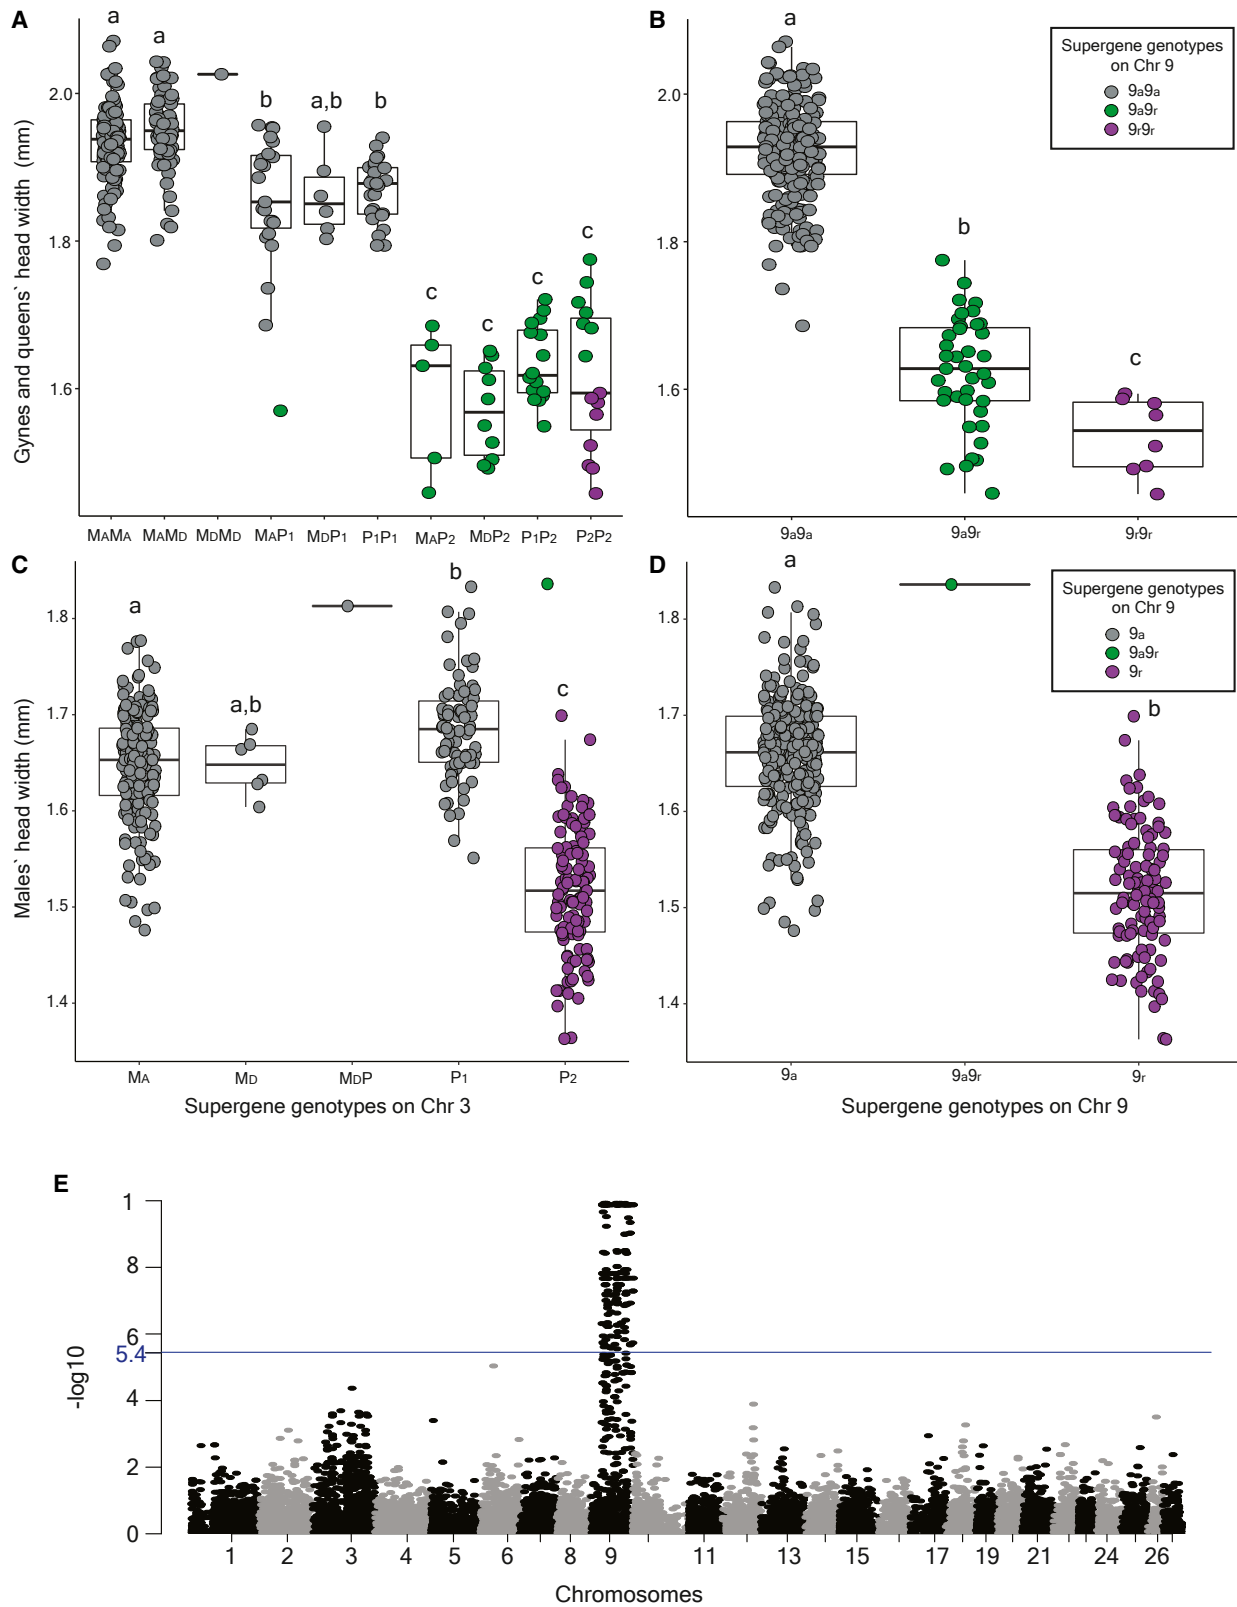 A
a
a
b
a,b
b
c
c
c
c
Gynes and queens` head width (mm)
2.0
1.8
1.6
MAMA MAMD MDMD MAP1 MDP1 P1P1 MAP2 MDP2 P1P2 P2P2
B
a
b
c
2.0
1.8
1.6
9a9a 9a9r 9r9r
Supergene genotypes
on Chr 9
9a9a
9a9r
9r9r
C
a
a,b
b
c
Males` head width (mm)
1.8
1.7
1.6
1.5
1.4
MA MD MDP P1 P2
Supergene genotypes on Chr 3
D
a
b
1.8
1.7
1.6
1.5
1.4
9a 9a9r 9r
Supergene genotypes on Chr 9
Supergene genotypes
on Chr 9
9a
9a9r
9r
E
-log10
1
8
6
5.4
4
2
0
1 2 3 4 5 6 8 9 11 13 15 17 19 21 24 26
Chromosomes